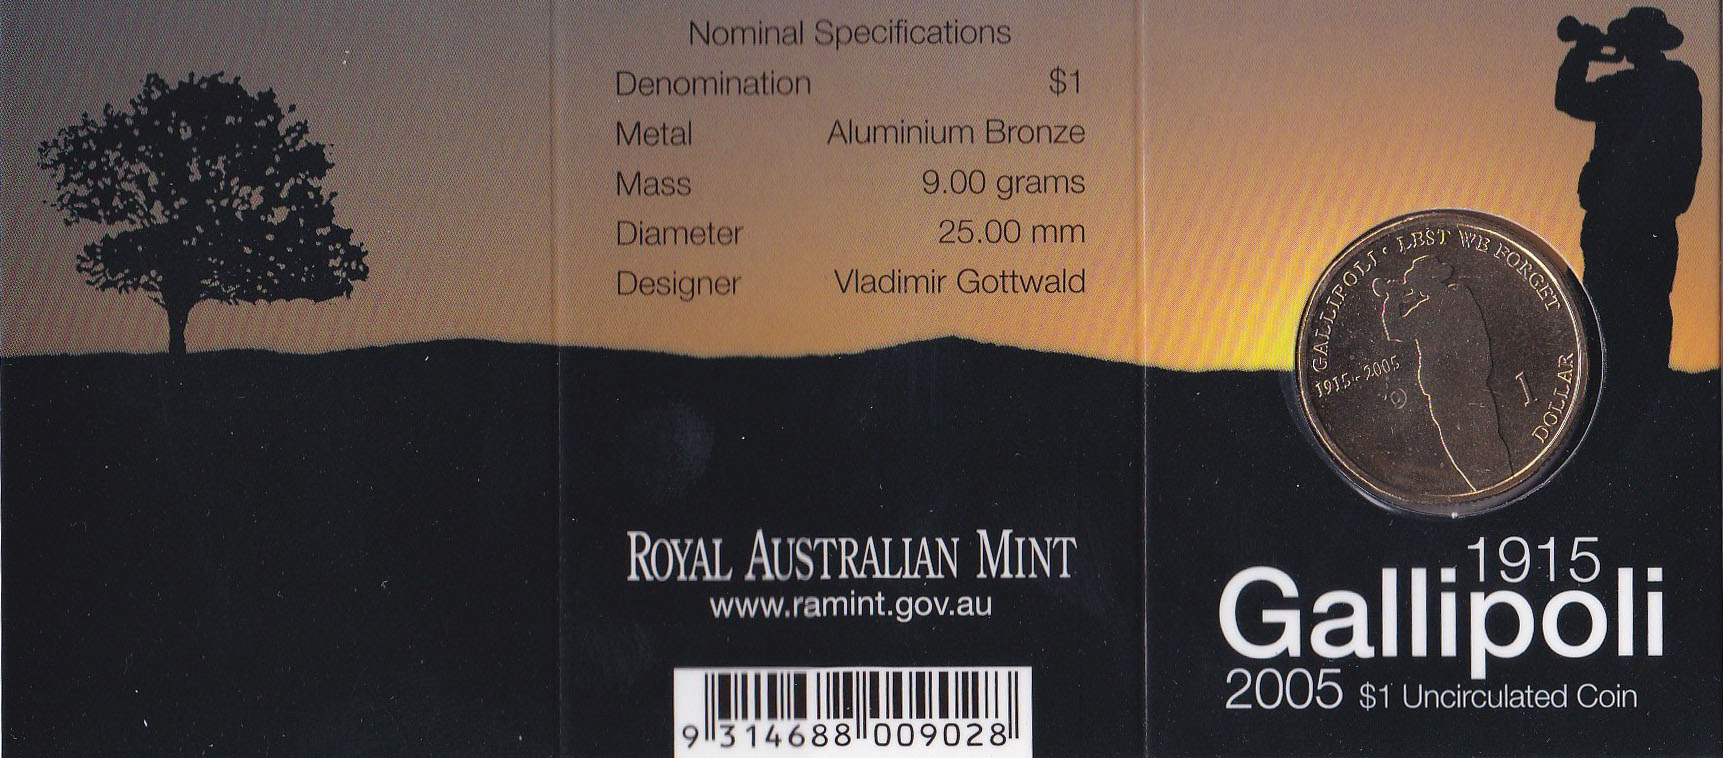 Nominal Specifications
Denomination $1
Metal Aluminium Bronze
Mass 9.00 grams
Diameter 25.00 mm
Designer Vladimir Gottwald
ROYAL AUSTRALIAN MINT
www.ramint.gov.au
9 314688 009028
GALLIPOLI · LEST WE FORGET
1915 - 2005
1
DOLLAR
1915
Gallipoli
2005 $1 Uncirculated Coin